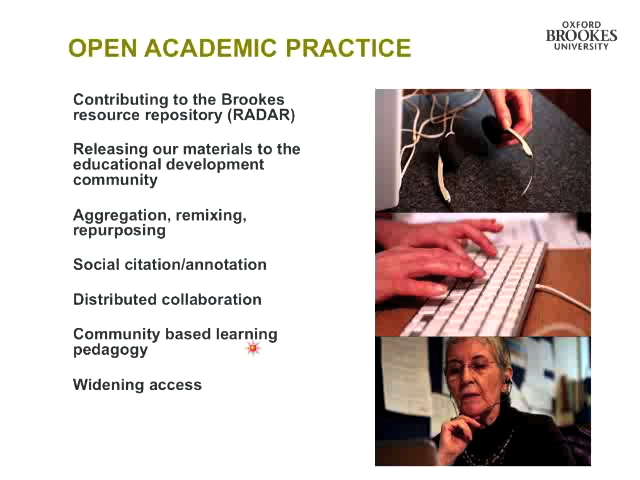 OXFORD
BROOKES
UNIVERSITY
OPEN ACADEMIC PRACTICE
Contributing to the Brookes
resource repository (RADAR)
Releasing our materials to the
educational development
community
Aggregation, remixing,
repurposing
Social citation/annotation
Distributed collaboration
Community based learning
pedagogy
Widening access